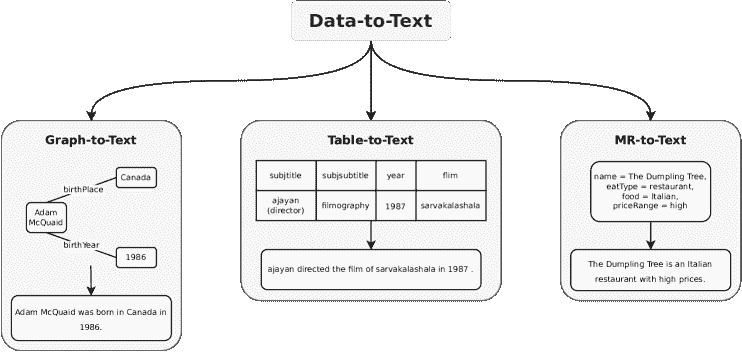 Data-to-Text
Graph-to-Text
Canada
birthPlace
Adam
McQuaid
birthYear
1986
Adam McQuaid was born in Canada in
1986.
Table-to-Text
subjtitle subjsubtitle year flim
ajayan
(director) filmography 1987 sarvakalashala
ajayan directed the film of sarvakalashala in 1987 .
MR-to-Text
name = The Dumpling Tree,
eatType = restaurant,
food = Italian,
priceRange = high
The Dumpling Tree is an Italian
restaurant with high prices.